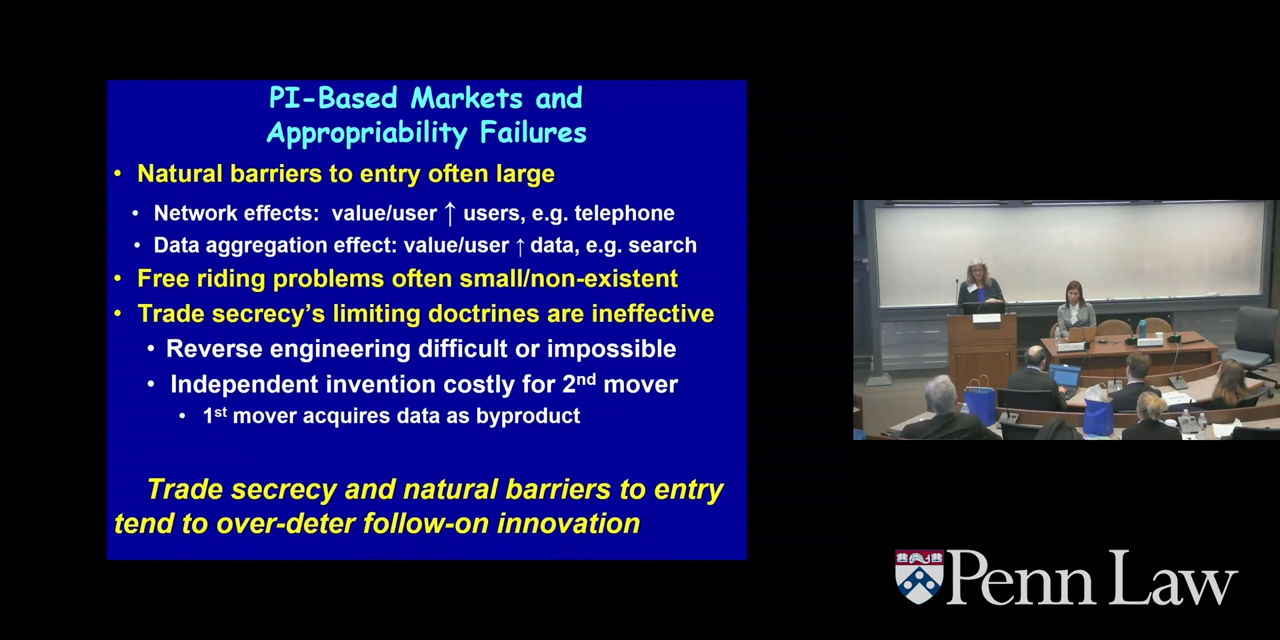 PI-Based Markets and
Appropriability Failures
• Natural barriers to entry often large
• Network effects: value/user ↑ users, e.g. telephone
• Data aggregation effect: value/user ↑ data, e.g. search
• Free riding problems often small/non-existent
• Trade secrecy's limiting doctrines are ineffective
• Reverse engineering difficult or impossible
• Independent invention costly for 2nd mover
• 1st mover acquires data as byproduct
Trade secrecy and natural barriers to entry
tend to over-deter follow-on innovation
Penn Law